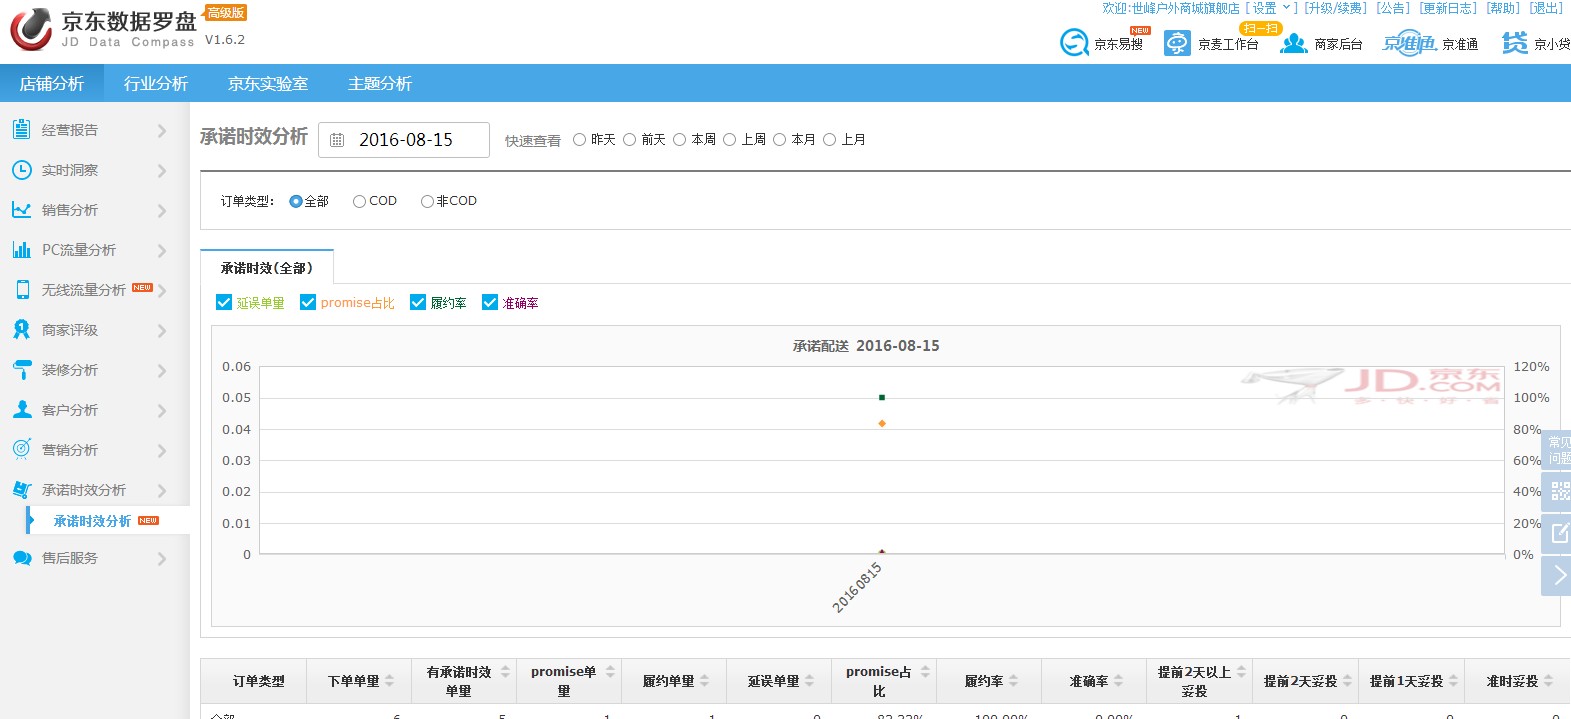 京东数据罗盘 高级版
JD Data Compass V1.6.2
欢迎:世峰户外商城旗舰店 [ 设置 ] [升级/续费] [公告] [更新日志] [帮助] [退出]
京东易搜 NEW 京麦工作台 扫一扫 商家后台 京准通 京准通 贷 京小贷
店铺分析 行业分析 京东实验室 主题分析
经营报告
实时洞察
销售分析
PC流量分析
无线流量分析 NEW
商家评级
装修分析
客户分析
营销分析
承诺时效分析
承诺时效分析 NEW
售后服务
承诺时效分析 2016-08-15 快速查看 昨天 前天 本周 上周 本月 上月
订单类型: 全部 COD 非COD
承诺时效(全部)
延误单量 promise占比 履约率 准确率
承诺配送 2016-08-15
JD 京东
.COM
多·快·好·省
0.06 120%
0.05 100%
0.04 80%
0.03 60%
0.02 40%
0.01 20%
0 0%
20160815
常见
问题
订单类型 下单单量 有承诺时效单量 promise单量 履约单量 延误单量 promise占比 履约率 准确率 提前2天以上妥投 提前2天妥投 提前1天妥投 准时妥投
全部 6 5 1 1 0 83.33% 100.00% 0.00% 1 0 0 0